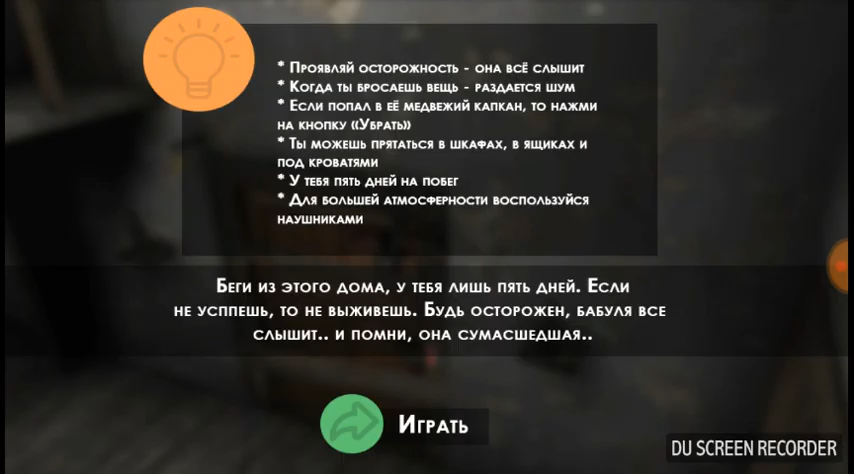 * Проявляй осторожность - она всё слышит
* Когда ты бросаешь вещь - раздается шум
* Если попал в её медвежий капкан, то нажми
на кнопку «Убрать»
* Ты можешь прятаться в шкафах, в ящиках и
под кроватями
* У тебя пять дней на побег
* Для большей атмосферности воспользуйся
наушниками
Беги из этого дома, у тебя лишь пять дней. Если
не усппешь, то не выживешь. Будь осторожен, бабуля все
слышит.. и помни, она сумасшедшая..
Играть
DU SCREEN RECORDER